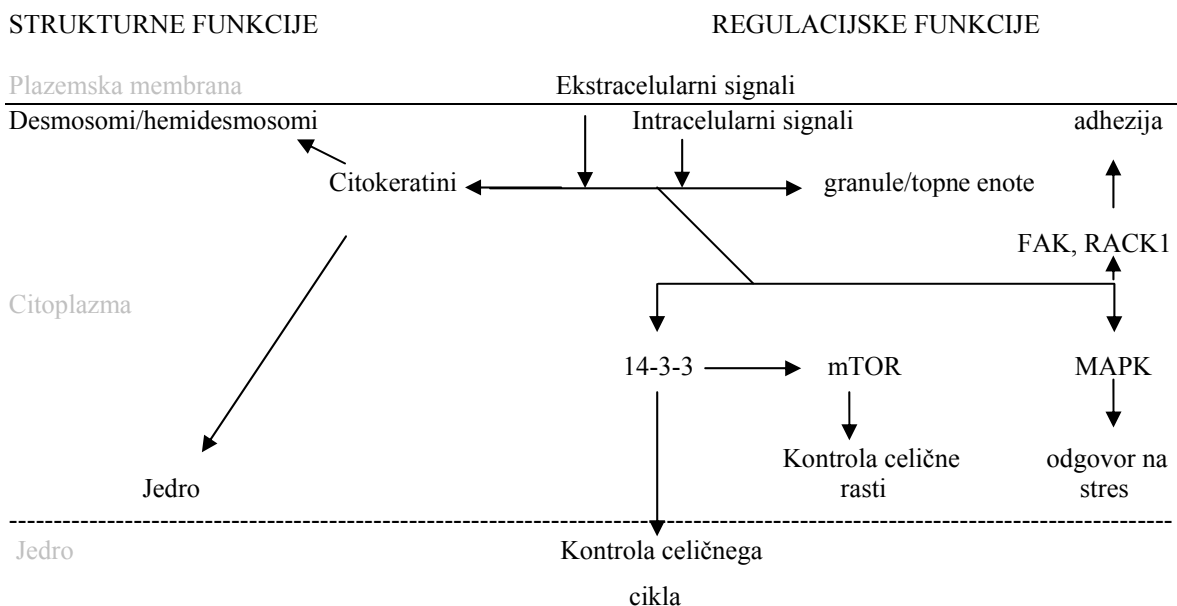 STRUKTURNE FUNKCIJE REGULACIJSKE FUNKCIJE
Plazemska membrana Ekstracelularni signali
Desmosomi/hemidesmosomi Intracelularni signali adhezija
Citokeratini granule/topne enote
FAK, RACK1
Citoplazma
14-3-3 mTOR MAPK
Kontrola celične odgovor na
Jedro rasti stres
Jedro Kontrola celičnega
cikla